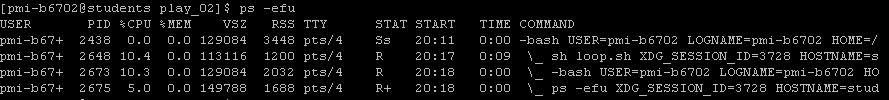 [pmi-b6702@students play_02]$ ps -efu
USER       PID %CPU %MEM    VSZ   RSS TTY      STAT START   TIME COMMAND
pmi-b67+  2438  0.0  0.0 129084  3448 pts/4    Ss   20:11   0:00 -bash USER=pmi-b6702 LOGNAME=pmi-b6702 HOME=/
pmi-b67+  2648 10.4  0.0 113116  1200 pts/4    R    20:17   0:09  \_ sh loop.sh XDG_SESSION_ID=3728 HOSTNAME=s
pmi-b67+  2673 10.3  0.0 129084  2032 pts/4    R    20:18   0:00  \_ -bash USER=pmi-b6702 LOGNAME=pmi-b6702 HO
pmi-b67+  2675  5.0  0.0 149788  1688 pts/4    R+   20:18   0:00  \_ ps -efu XDG_SESSION_ID=3728 HOSTNAME=stud